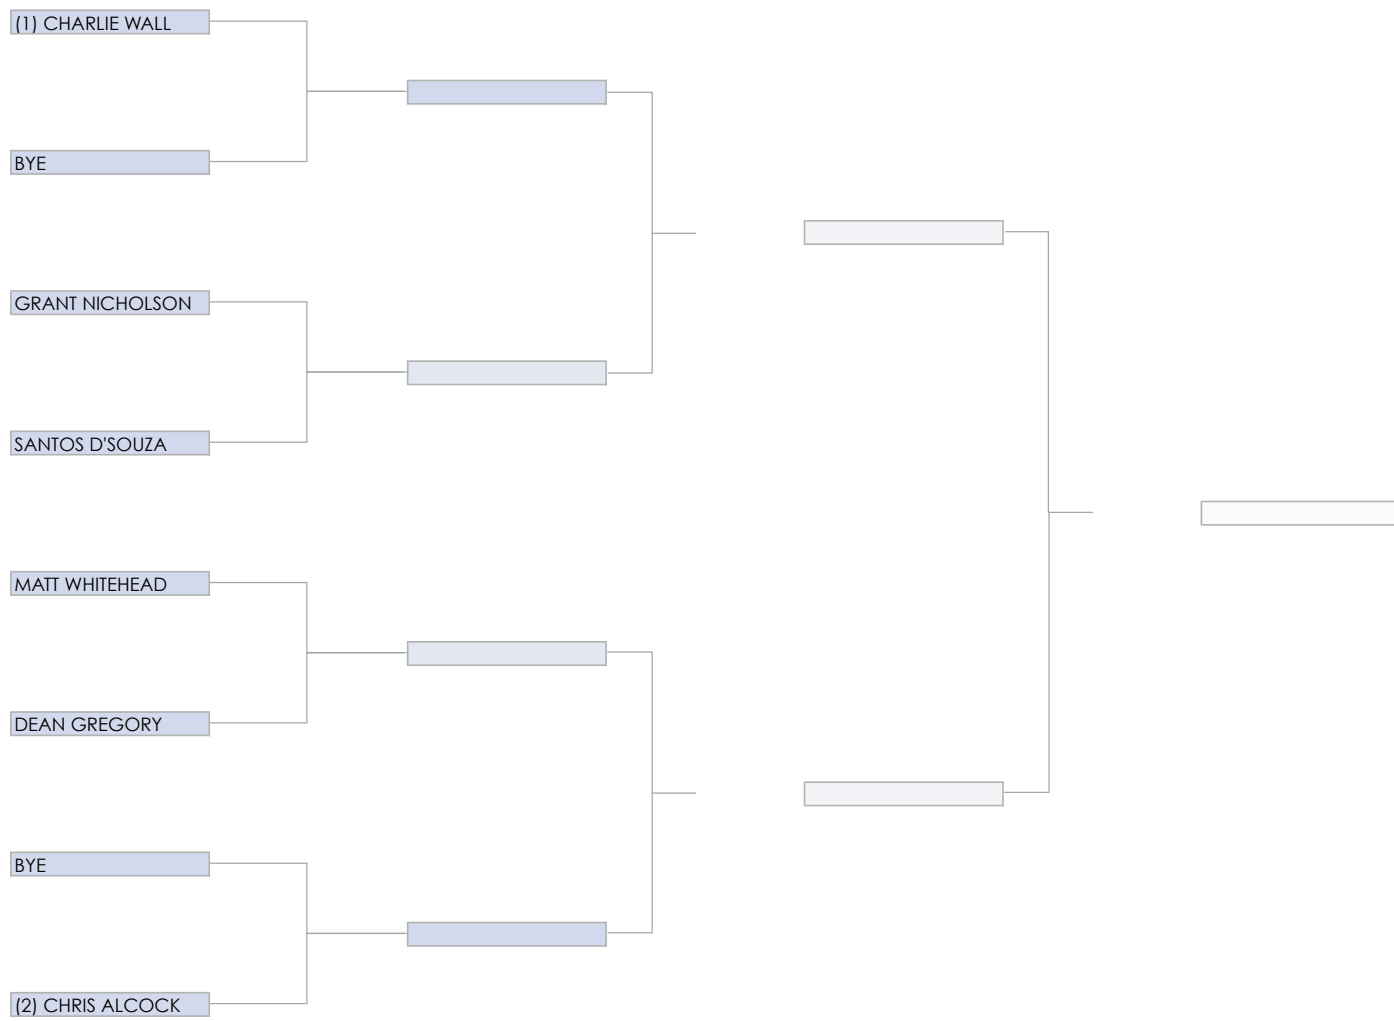 (1) CHARLIE WALL
BYE
GRANT NICHOLSON
SANTOS D'SOUZA
MATT WHITEHEAD
DEAN GREGORY
BYE
(2) CHRIS ALCOCK